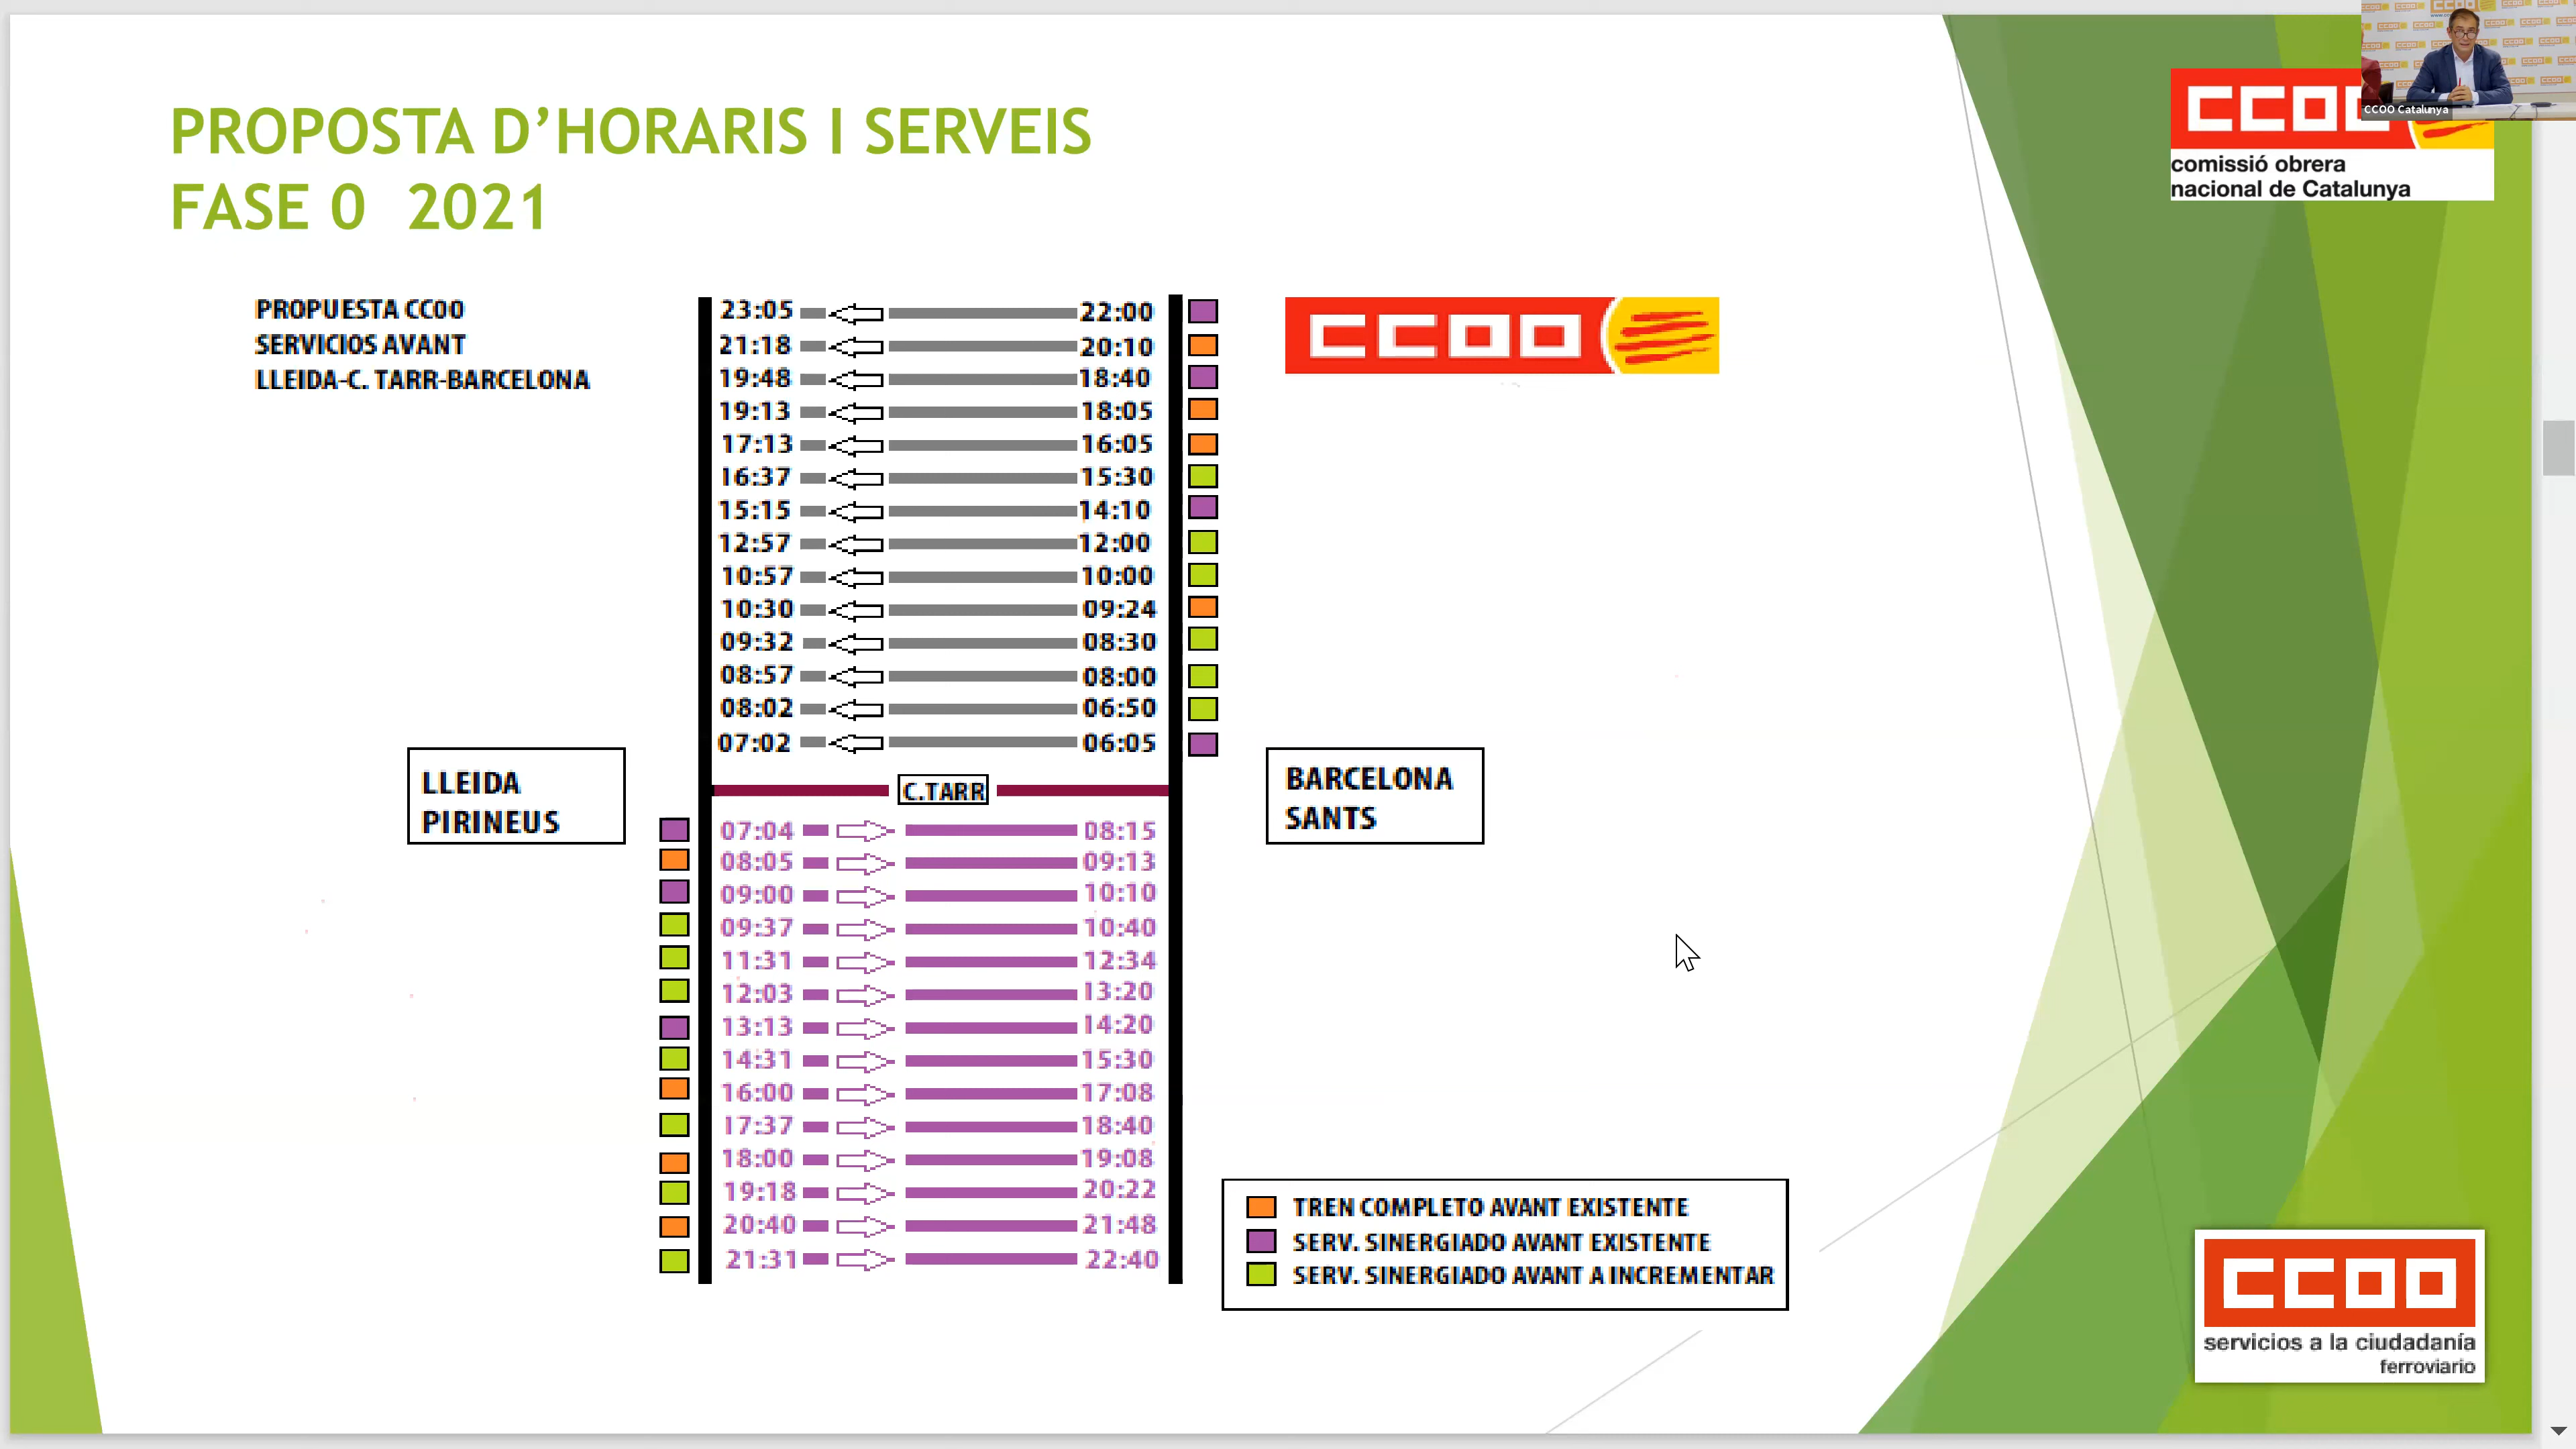 CCOO Catalunya
CCOO
comissió obrera
nacional de Catalunya
PROPOSTA D’HORARIS I SERVEIS
FASE 0 2021
PROPUESTA CCOO
SERVICIOS AVANT
LLEIDA-C. TARR-BARCELONA
CCOO
23:05 22:00
21:18 20:10
19:48 18:40
19:13 18:05
17:13 16:05
16:37 15:30
15:15 14:10
12:57 12:00
10:57 10:00
10:30 09:24
09:32 08:30
08:57 08:00
08:02 06:50
07:02 06:05
LLEIDA
PIRINEUS
C.TARR
BARCELONA
SANTS
07:04 08:15
08:05 09:13
09:00 10:10
09:37 10:40
11:31 12:34
12:03 13:20
13:13 14:20
14:31 15:30
16:00 17:08
17:37 18:40
18:00 19:08
19:18 20:22
20:40 21:48
21:31 22:40
TREN COMPLETO AVANT EXISTENTE
SERV. SINERGIADO AVANT EXISTENTE
SERV. SINERGIADO AVANT A INCREMENTAR
CCOO
servicios a la ciudadanía
ferroviario